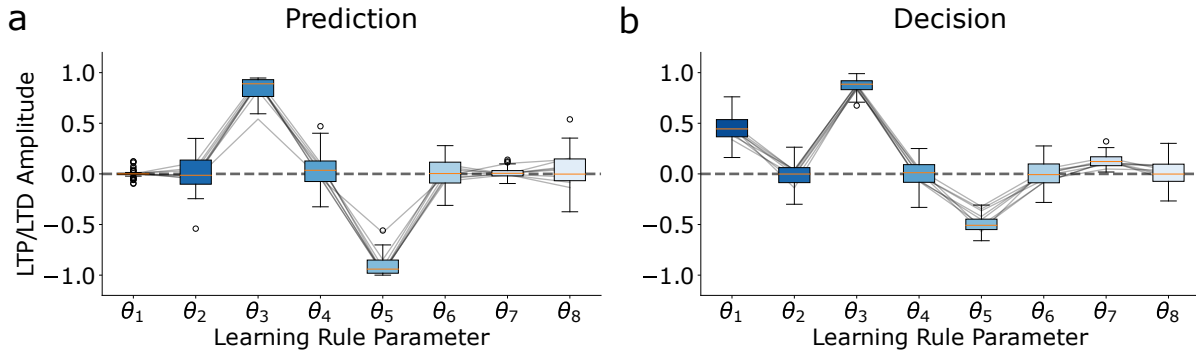 a
Prediction
LTP/LTD Amplitude
1.0
0.5
0.0
−0.5
−1.0
θ1 θ2 θ3 θ4 θ5 θ6 θ7 θ8
Learning Rule Parameter
b
Decision
1.0
0.5
0.0
−0.5
−1.0
θ1 θ2 θ3 θ4 θ5 θ6 θ7 θ8
Learning Rule Parameter